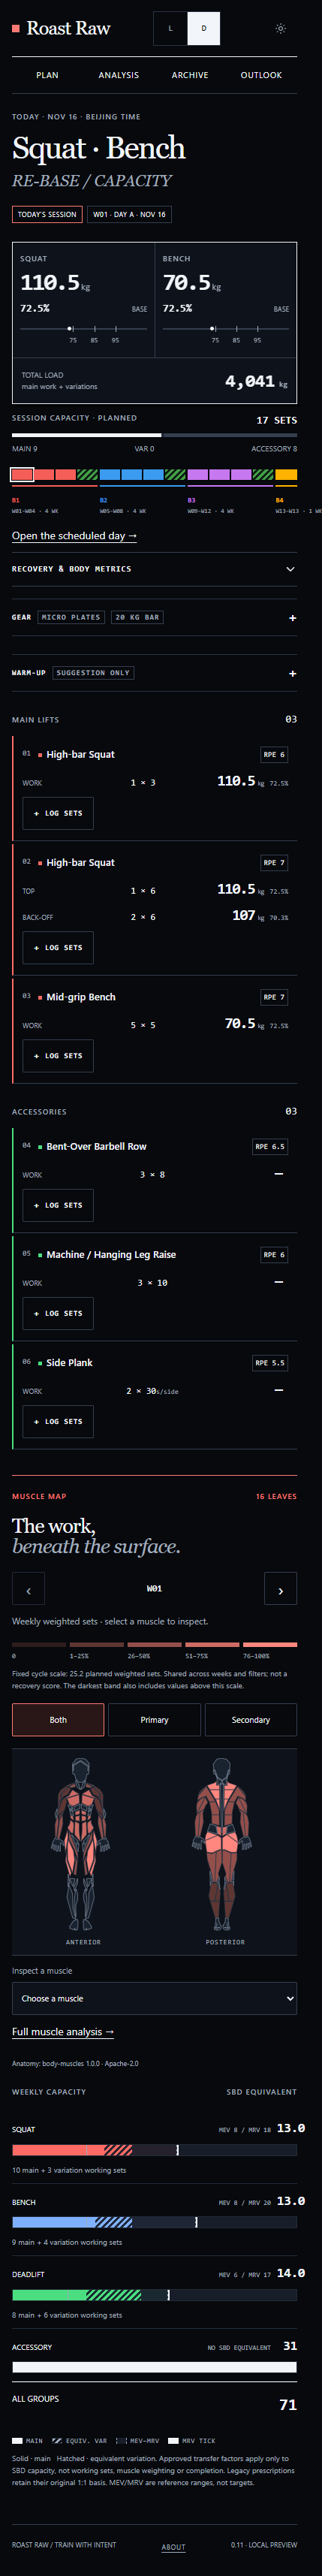 Roast Raw
L D
PLAN ANALYSIS ARCHIVE OUTLOOK
TODAY · NOV 16 · BEIJING TIME
Squat · Bench
RE-BASE / CAPACITY
TODAY'S SESSION W01 · DAY A · NOV 16
SQUAT BENCH
110.5 kg 70.5 kg
72.5% BASE 72.5% BASE
75 85 95 75 85 95
TOTAL LOAD
main work + variations
4,041 kg
SESSION CAPACITY · PLANNED 17 SETS
MAIN 9 VAR 0 ACCESSORY 8
B1 B2 B3 B4
W01–W04 · 4 WK W05–W08 · 4 WK W09–W12 · 4 WK W13–W13 · 1 WK
Open the scheduled day →
RECOVERY & BODY METRICS
GEAR MICRO PLATES 20 KG BAR +
WARM-UP SUGGESTION ONLY +
MAIN LIFTS 03
01 High-bar Squat RPE 6
WORK 1 × 3 110.5 kg 72.5%
+ LOG SETS
02 High-bar Squat RPE 7
TOP 1 × 6 110.5 kg 72.5%
BACK-OFF 2 × 6 107 kg 70.3%
+ LOG SETS
03 Mid-grip Bench RPE 7
WORK 5 × 5 70.5 kg 72.5%
+ LOG SETS
ACCESSORIES 03
04 Bent-Over Barbell Row RPE 6.5
WORK 3 × 8 —
+ LOG SETS
05 Machine / Hanging Leg Raise RPE 6
WORK 3 × 10 —
+ LOG SETS
06 Side Plank RPE 5.5
WORK 2 × 30s/side —
+ LOG SETS
MUSCLE MAP 16 LEAVES
The work,
beneath the surface.
‹ W01 ›
Weekly weighted sets · select a muscle to inspect.
0 1–25% 26–50% 51–75% 76–100%
Fixed cycle scale: 25.2 planned weighted sets. Shared across weeks and filters; not a
recovery score. The darkest band also includes values above this scale.
Both Primary Secondary
ANTERIOR POSTERIOR
Inspect a muscle
Choose a muscle
Full muscle analysis →
Anatomy: body-muscles 1.0.0 · Apache-2.0
WEEKLY CAPACITY SBD EQUIVALENT
SQUAT MEV 8 / MRV 18 13.0
10 main + 3 variation working sets
BENCH MEV 8 / MRV 20 13.0
9 main + 4 variation working sets
DEADLIFT MEV 6 / MRV 17 14.0
8 main + 6 variation working sets
ACCESSORY NO SBD EQUIVALENT 31
ALL GROUPS 71
MAIN EQUIV. VAR MEV–MRV MRV TICK
Solid · main Hatched · equivalent variation. Approved transfer factors apply only to
SBD capacity, not working sets, muscle weighting or completion. Legacy prescriptions
retain their original 1:1 basis. MEV/MRV are reference ranges, not targets.
ROAST RAW / TRAIN WITH INTENT ABOUT 0.11 · LOCAL PREVIEW